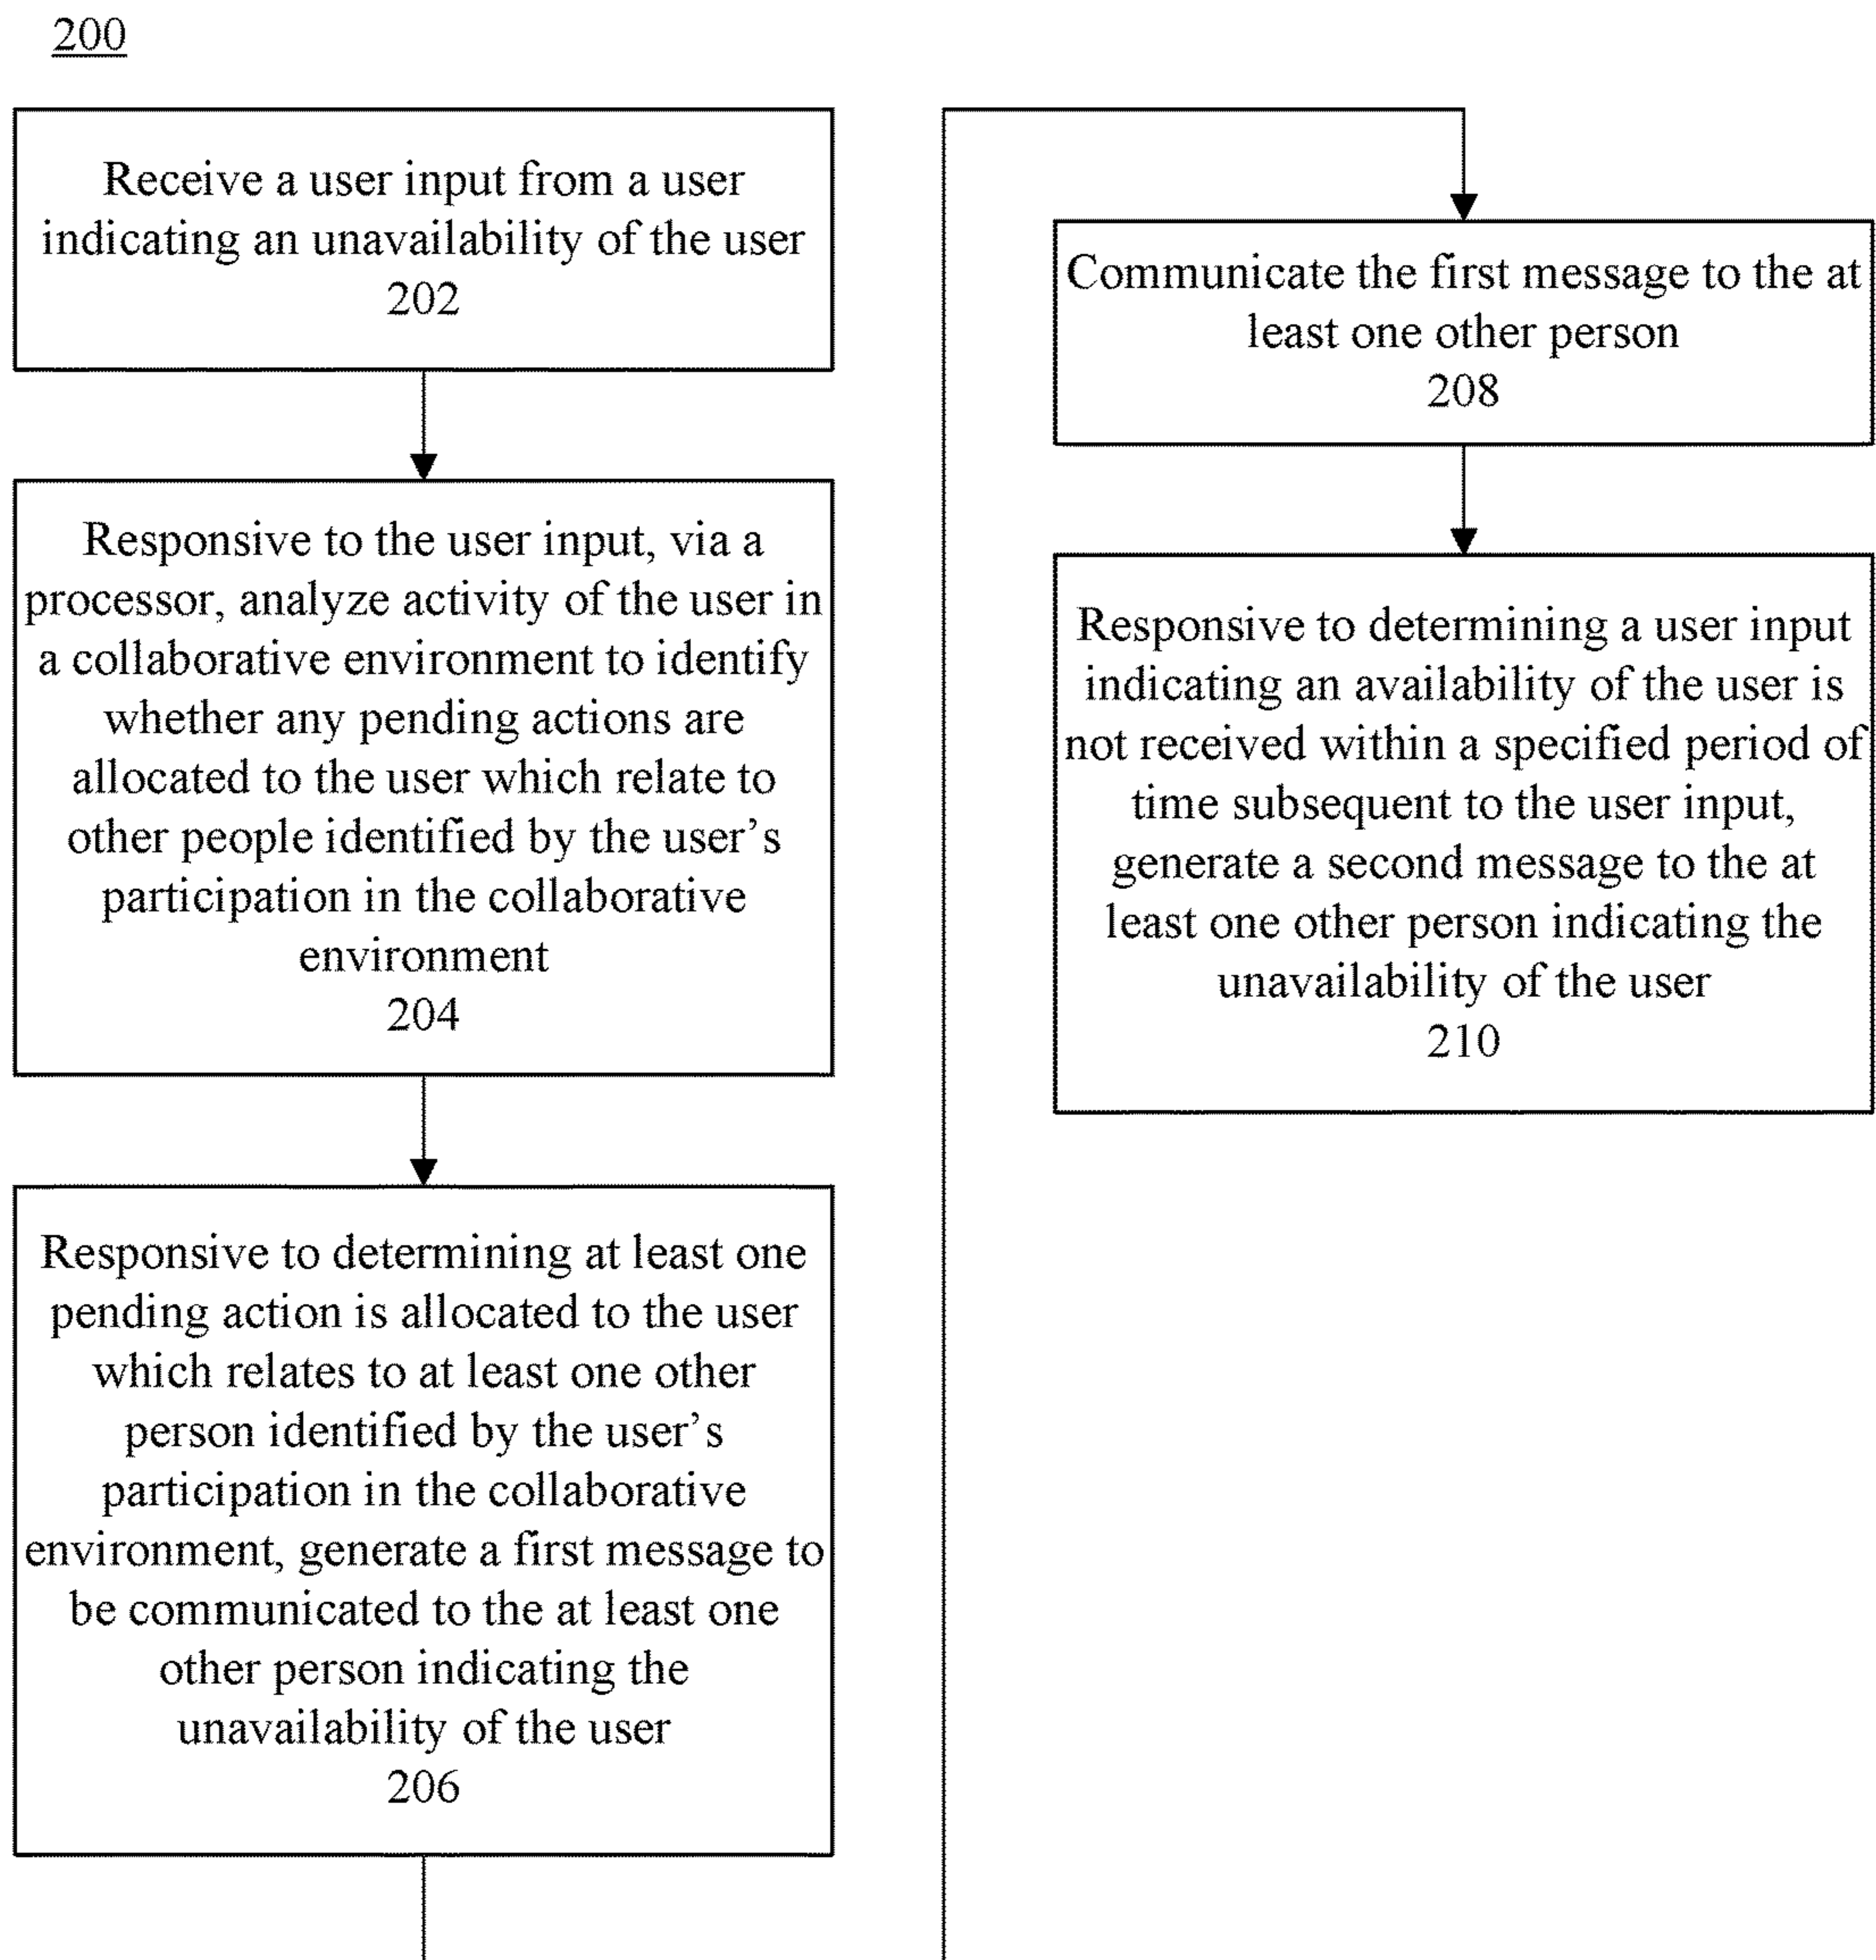 200
Receive a user input from a user
indicating an unavailability of the user
202
Responsive to the user input, via a
processor, analyze activity of the user in
a collaborative environment to identify
whether any pending actions are
allocated to the user which relate to
other people identified by the user’s
participation in the collaborative
environment
204
Responsive to determining at least one
pending action is allocated to the user
which relates to at least one other
person identified by the user’s
participation in the collaborative
environment, generate a first message to
be communicated to the at least one
other person indicating the
unavailability of the user
206
Communicate the first message to the at
least one other person
208
Responsive to determining a user input
indicating an availability of the user is
not received within a specified period of
time subsequent to the user input,
generate a second message to the at
least one other person indicating the
unavailability of the user
210